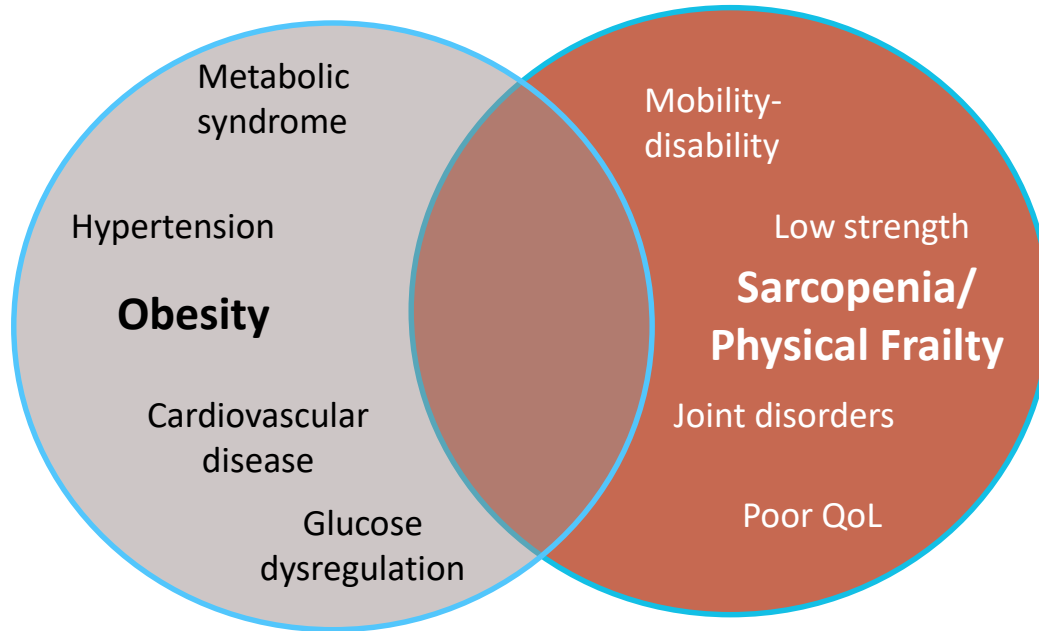 Metabolic
syndrome
Hypertension
Obesity
Cardiovascular
disease
Glucose
dysregulation
Mobility-
disability
Low strength
Sarcopenia/
Physical Frailty
Joint disorders
Poor QoL